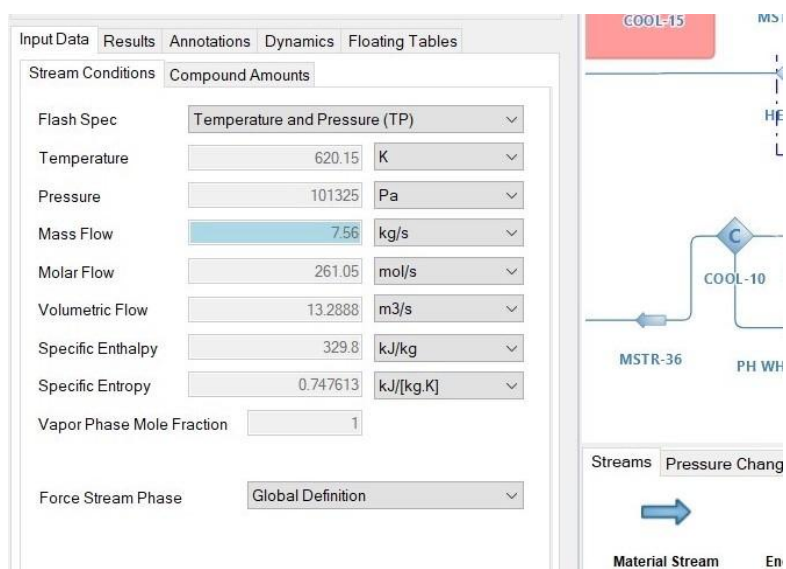 Input Data Results Annotations Dynamics Floating Tables
Stream Conditions Compound Amounts
Flash Spec Temperature and Pressure (TP)
Temperature 620.15 K
Pressure 101325 Pa
Mass Flow 7.56 kg/s
Molar Flow 261.05 mol/s
Volumetric Flow 13.2888 m3/s
Specific Enthalpy 329.8 kJ/kg
Specific Entropy 0.747613 kJ/[kg.K]
Vapor Phase Mole Fraction 1
Force Stream Phase Global Definition
COOL-15
MS
HE
C
COOL-10
MSTR-36
PH WH
Streams Pressure Chang
Material Stream
En